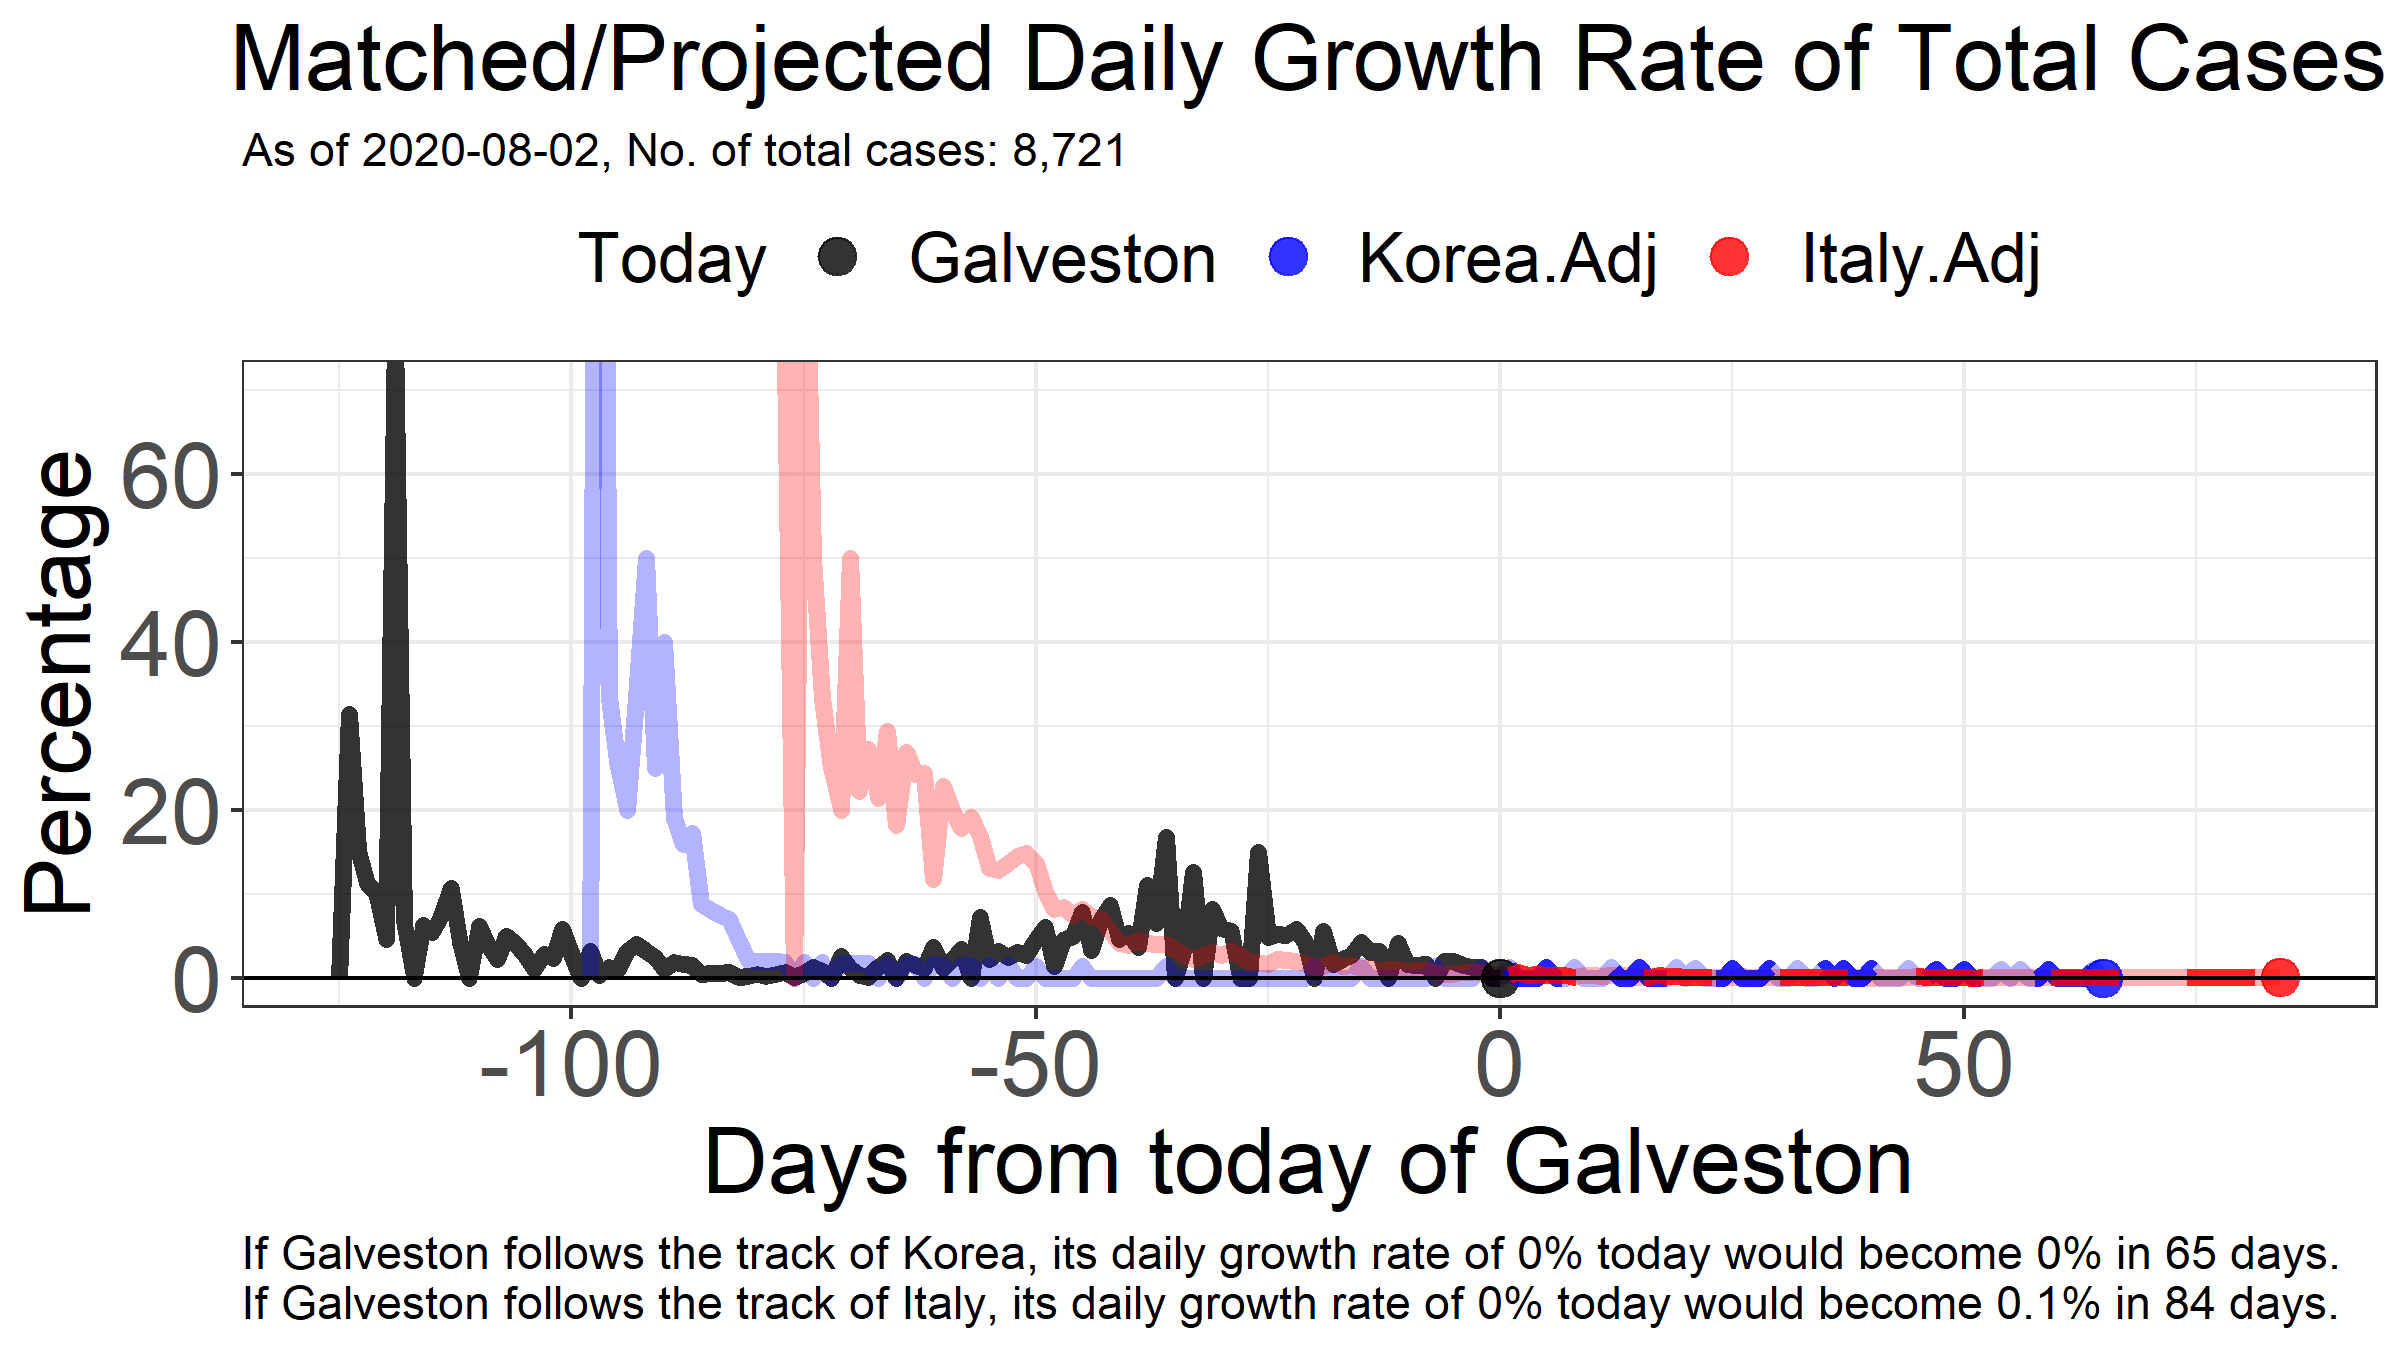 Matched/Projected Daily Growth Rate of Total Cases
As of 2020-08-02, No. of total cases: 8,721
Today Galveston Korea.Adj Italy.Adj
Percentage
60
40
20
0
-100 -50 0 50
Days from today of Galveston
If Galveston follows the track of Korea, its daily growth rate of 0% today would become 0% in 65 days.
If Galveston follows the track of Italy, its daily growth rate of 0% today would become 0.1% in 84 days.